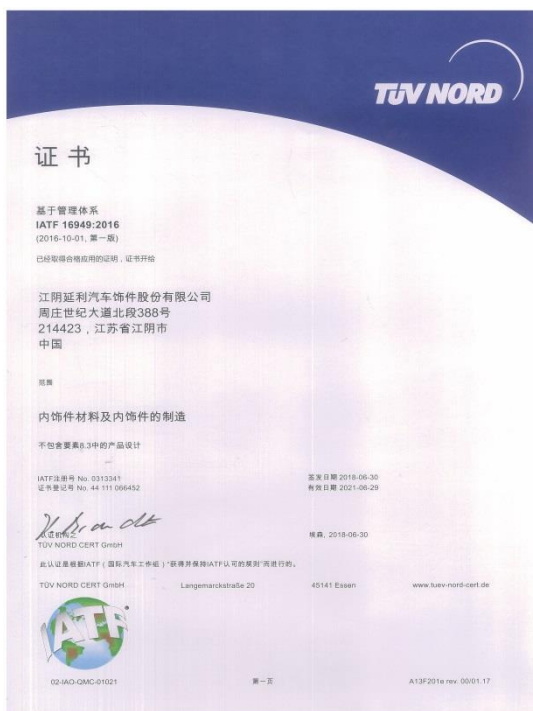 TÜV NORD
证书
基于管理体系
IATF 16949:2016
(2016-10-01, 第一版)
已经取得合格应用的证明，证书开给
江阴延利汽车饰件股份有限公司
周庄世纪大道北段388号
214423，江苏省江阴市
中国
范围
内饰件材料及内饰件的制造
不包含要素8.3中的产品设计
IATF注册号 No. 0313341
证书登记号 No. 44 111 066452
签发日期 2018-06-30
有效日期 2021-06-29
认证机构之
TÜV NORD CERT GmbH
埃森, 2018-06-30
此认证是根据IATF（国际汽车工作组）“获得并保持IATF认可的规则”而进行的。
TÜV NORD CERT GmbH Langemarckstraße 20 45141 Essen www.tuev-nord-cert.de
IATF
02-IAO-QMC-01021 第一页 A13F201e rev. 00/01.17